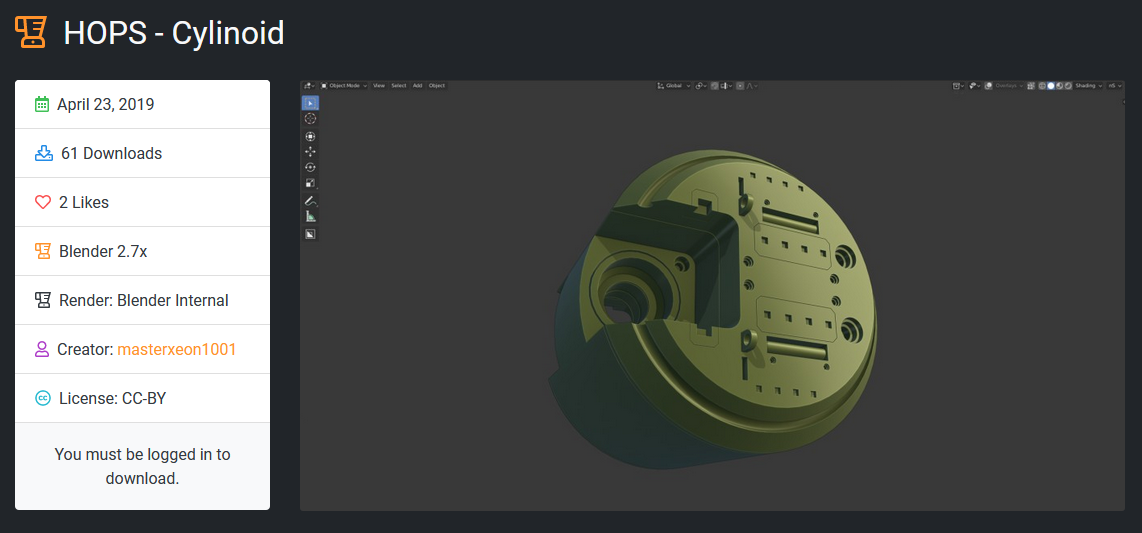 HOPS - Cylinoid
April 23, 2019
61 Downloads
2 Likes
Blender 2.7x
Render: Blender Internal
Creator: masterxeon1001
License: CC-BY
You must be logged in to
download.
Object Mode View Select Add Object
Global
Overlays Shading